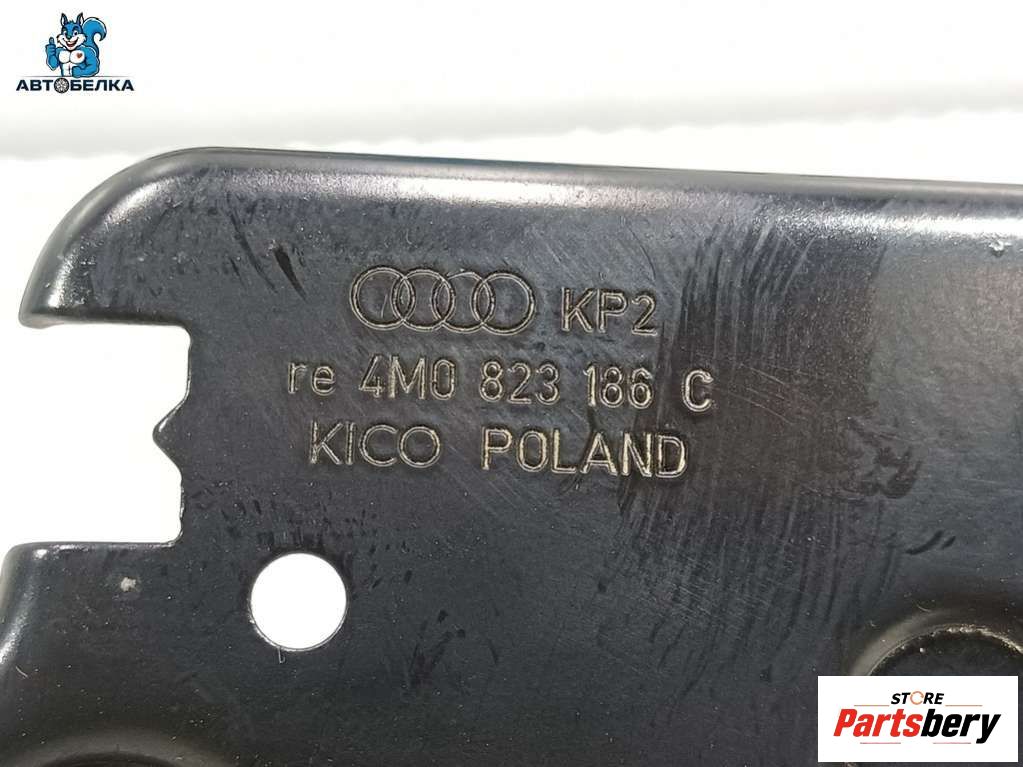 АВТОБЕЛКА
KP2
re 4M0 823 186 C
KICO POLAND
STORE
Partsbery